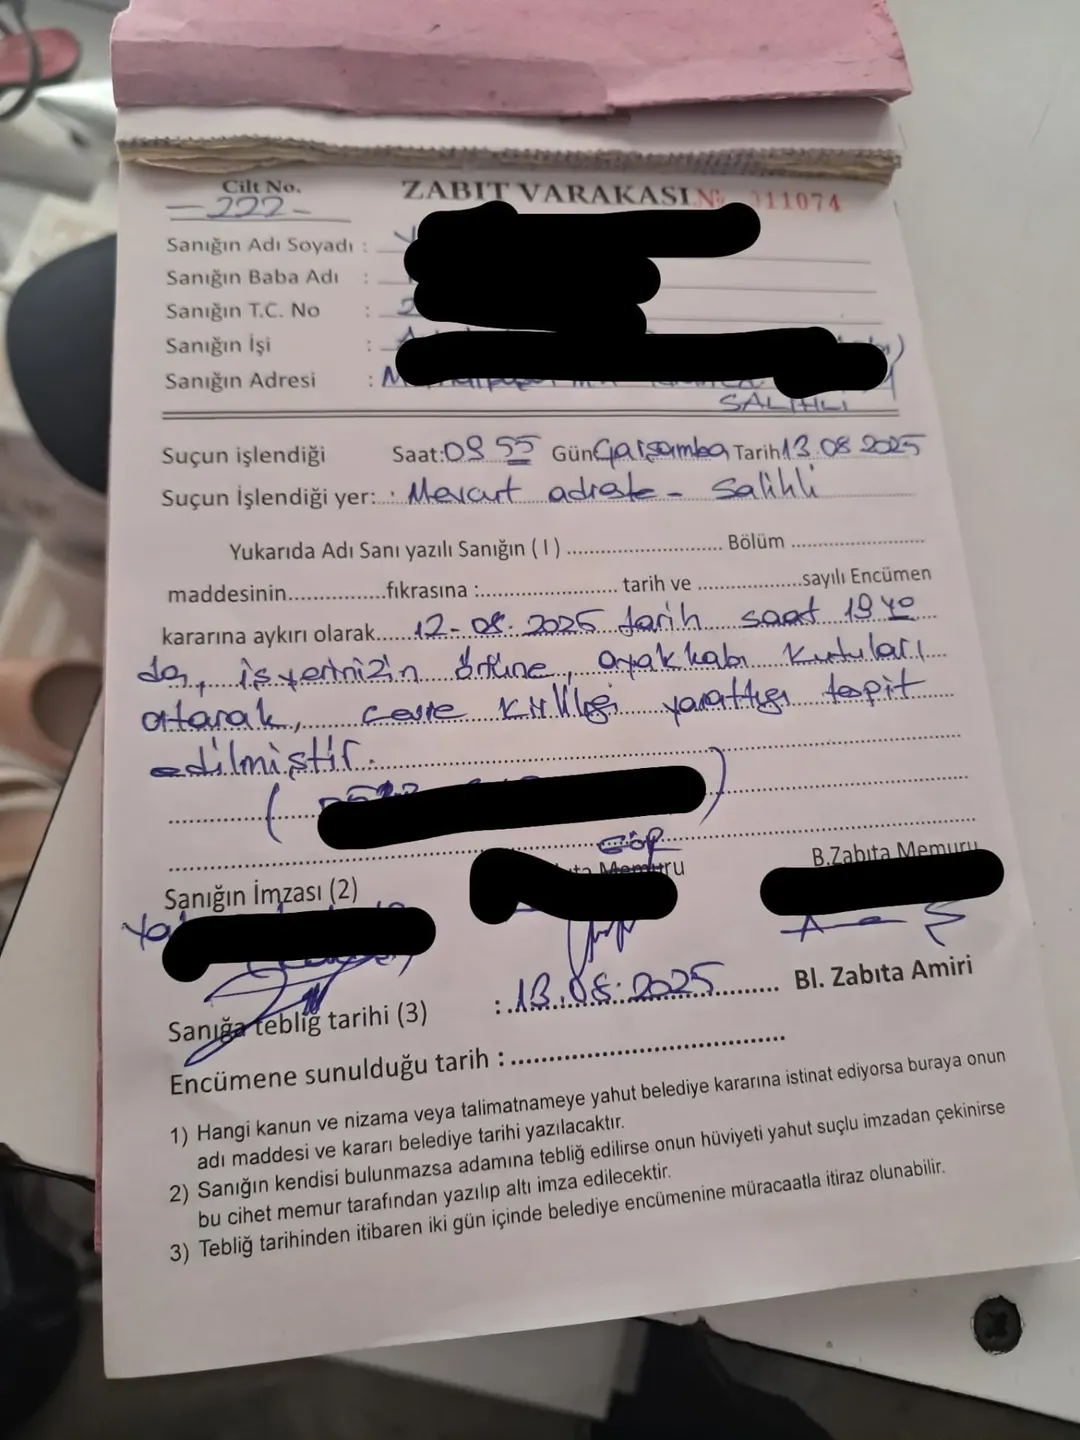 Cilt No.
-222-
ZABIT VARAKASI No 011074
Sanığın Adı Soyadı :
Sanığın Baba Adı :
Sanığın T.C. No : 2
Sanığın İşi :
Sanığın Adresi : M
SALİHLİ
Suçun işlendiği Saat:09 55 Gün Çarşamba Tarih 13.08.2025
Suçun İşlendiği yer: Mevcut adreste - Salihli
Yukarıda Adı Sanı yazılı Sanığın ( I ) .......................... Bölüm ......................
maddesinin................fıkrasına :....................... tarih ve .................sayılı Encümen
kararına aykırı olarak....12-08-2025 tarih saat 19 40
da, işyerinizin önüne, ayakkabı kutuları
atarak, çevre kirliliği yarattığı tespit
edilmiştir.
( )
Çöp
Sanığın İmzası (2) ta Memuru B.Zabıta Memuru
Sanığa tebliğ tarihi (3) : 13.08.2025 Bl. Zabıta Amiri
Encümene sunulduğu tarih : ........................................
1) Hangi kanun ve nizama veya talimatnameye yahut belediye kararına istinat ediyorsa buraya onun
adı maddesi ve kararı belediye tarihi yazılacaktır.
2) Sanığın kendisi bulunmazsa adamına tebliğ edilirse onun hüviyeti yahut suçlu imzadan çekinirse
bu cihet memur tarafından yazılıp altı imza edilecektir.
3) Tebliğ tarihinden itibaren iki gün içinde belediye encümenine müracaatla itiraz olunabilir.